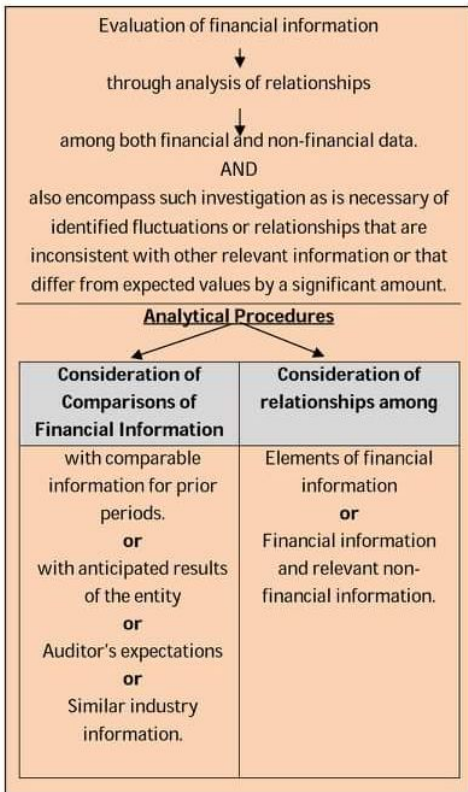 Evaluation of financial information
through analysis of relationships
among both financial and non-financial data.
AND
also encompass such investigation as is necessary of
identified fluctuations or relationships that are
inconsistent with other relevant information or that
differ from expected values by a significant amount.
Analytical Procedures
Consideration of
Comparisons of
Financial Information
with comparable
information for prior
periods.
or
with anticipated results
of the entity
or
Auditor's expectations
or
Similar industry
information.
Consideration of
relationships among
Elements of financial
information
or
Financial information
and relevant non-
financial information.